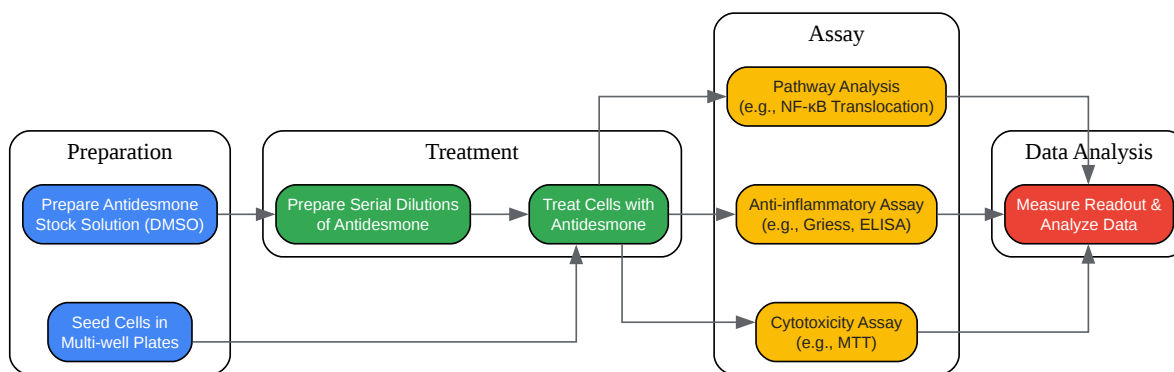 Preparation
Prepare Antidesmone
Stock Solution (DMSO)
Seed Cells in
Multi-well Plates
Treatment
Prepare Serial Dilutions
of Antidesmone
Treat Cells with
Antidesmone
Assay
Pathway Analysis
(e.g., NF-κB Translocation)
Anti-inflammatory Assay
(e.g., Griess, ELISA)
Cytotoxicity Assay
(e.g., MTT)
Data Analysis
Measure Readout &
Analyze Data